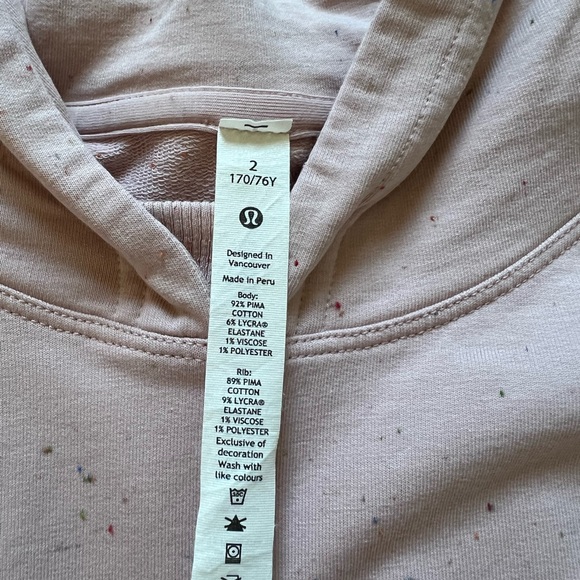 2
170/76Y
Designed in
Vancouver
Made in Peru
Body:
92% PIMA
COTTON
6% LYCRA®
ELASTANE
1% VISCOSE
1% POLYESTER
Rib:
89% PIMA
COTTON
9% LYCRA®
ELASTANE
1% VISCOSE
1% POLYESTER
Exclusive of
decoration
Wash with
like colours